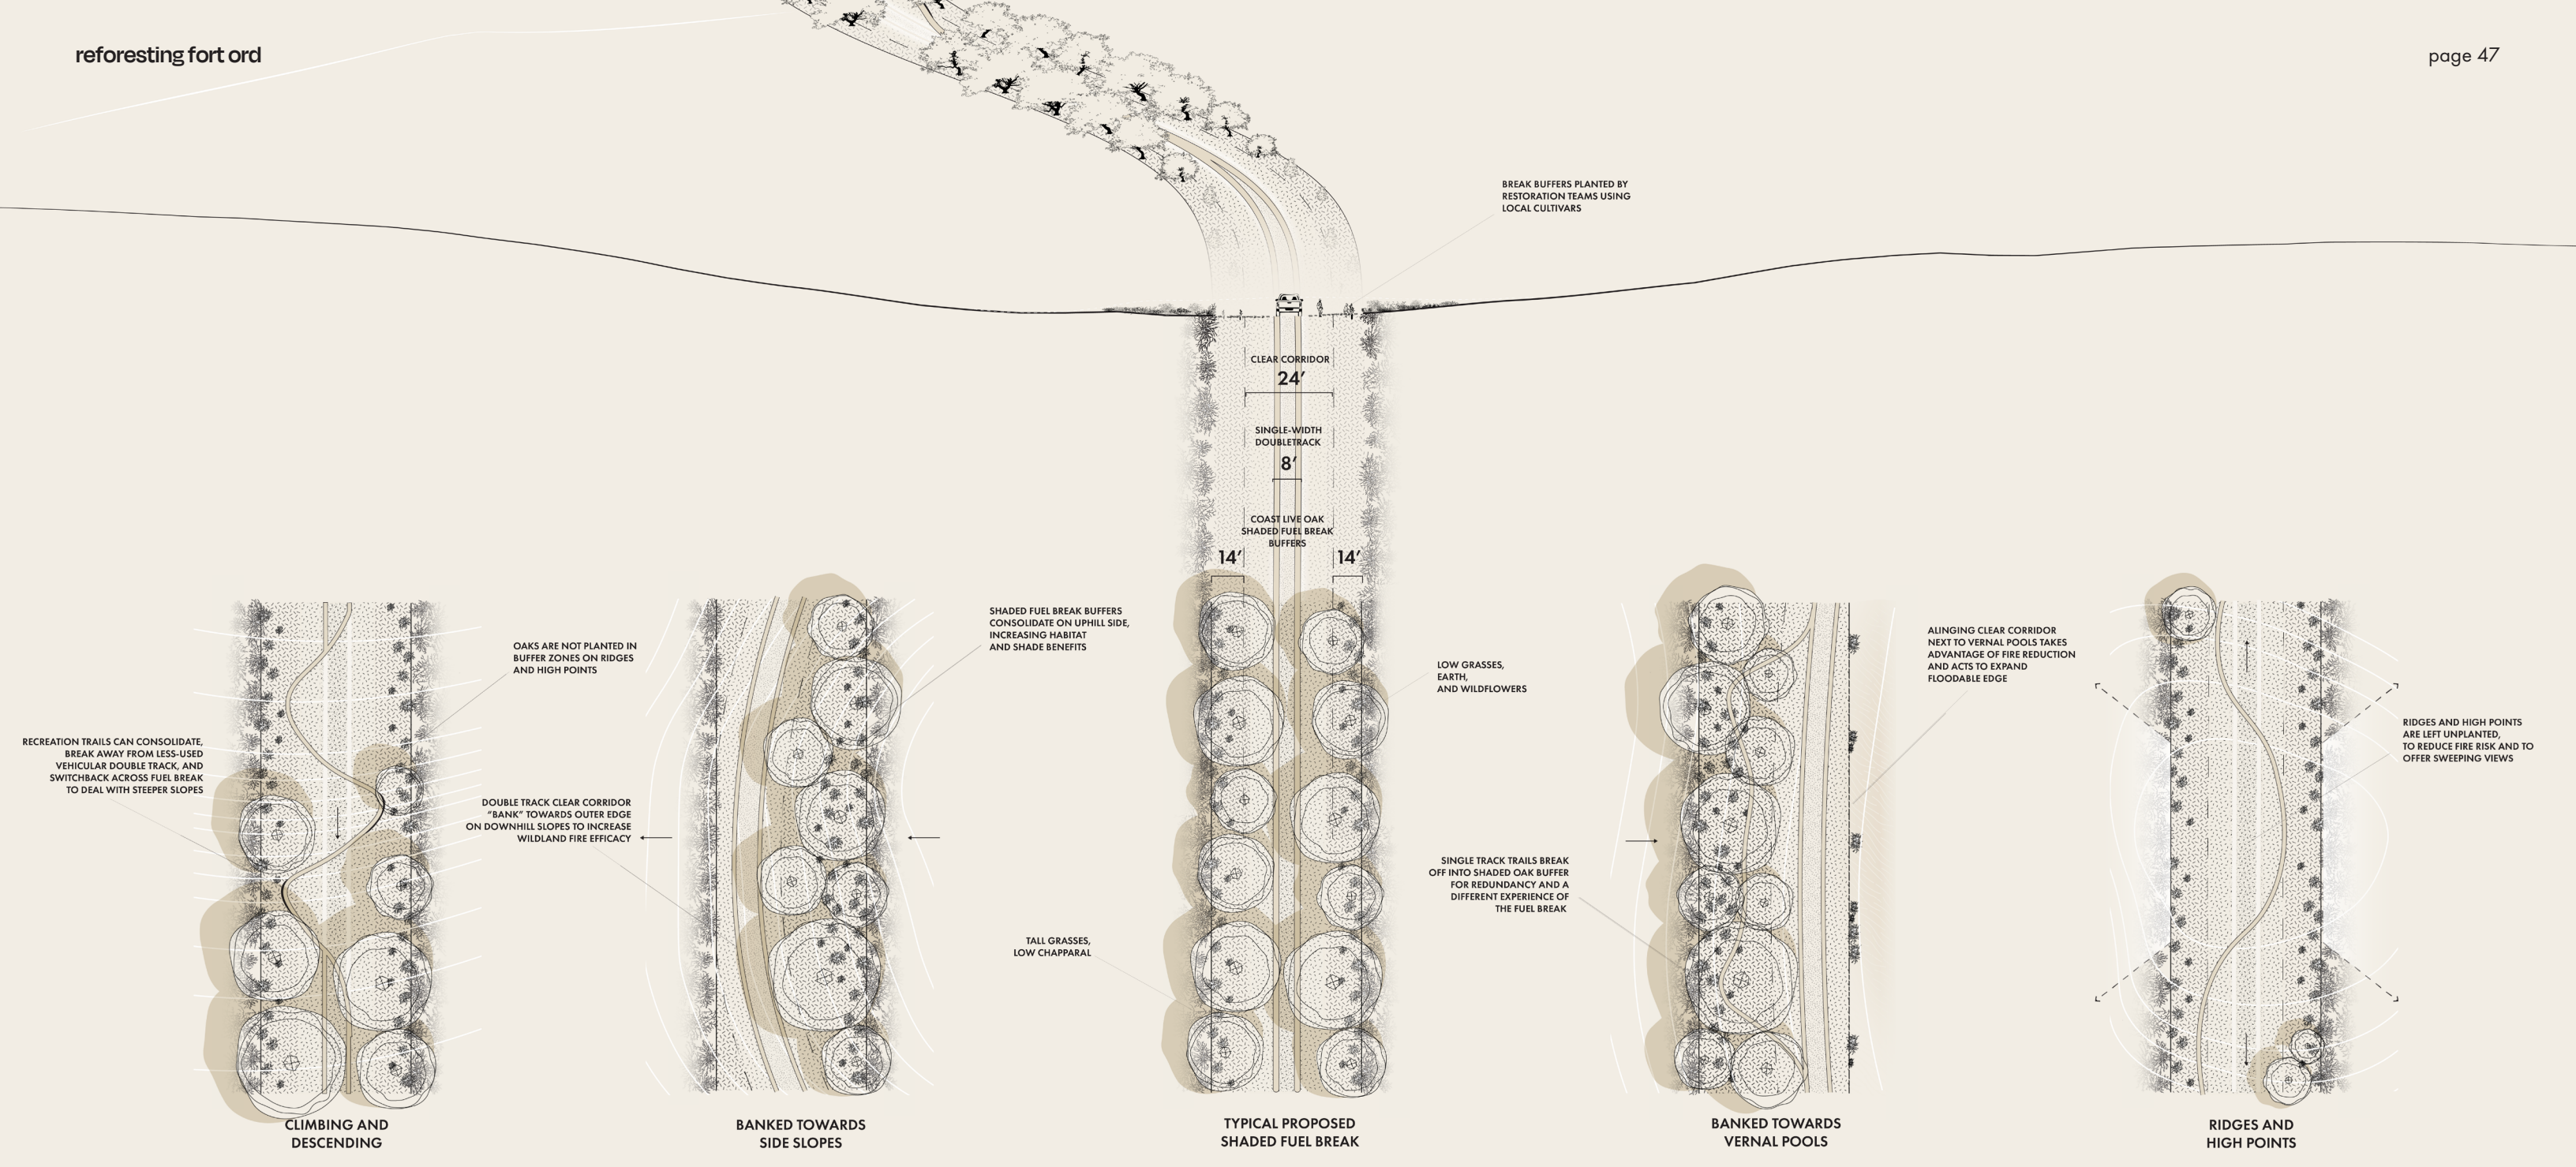 reforesting fort ord
page 47
BREAK BUFFERS PLANTED BY
RESTORATION TEAMS USING
LOCAL CULTIVARS
CLEAR CORRIDOR
24′
SINGLE-WIDTH
DOUBLETRACK
8′
COAST LIVE OAK
SHADED FUEL BREAK
BUFFERS
14′
14′
RECREATION TRAILS CAN CONSOLIDATE,
BREAK AWAY FROM LESS-USED
VEHICULAR DOUBLE TRACK, AND
SWITCHBACK ACROSS FUEL BREAK
TO DEAL WITH STEEPER SLOPES
OAKS ARE NOT PLANTED IN
BUFFER ZONES ON RIDGES
AND HIGH POINTS
DOUBLE TRACK CLEAR CORRIDOR
“BANK” TOWARDS OUTER EDGE
ON DOWNHILL SLOPES TO INCREASE
WILDLAND FIRE EFFICACY
SHADED FUEL BREAK BUFFERS
CONSOLIDATE ON UPHILL SIDE,
INCREASING HABITAT
AND SHADE BENEFITS
TALL GRASSES,
LOW CHAPPARAL
LOW GRASSES,
EARTH,
AND WILDFLOWERS
SINGLE TRACK TRAILS BREAK
OFF INTO SHADED OAK BUFFER
FOR REDUNDANCY AND A
DIFFERENT EXPERIENCE OF
THE FUEL BREAK
ALINGING CLEAR CORRIDOR
NEXT TO VERNAL POOLS TAKES
ADVANTAGE OF FIRE REDUCTION
AND ACTS TO EXPAND
FLOODABLE EDGE
RIDGES AND HIGH POINTS
ARE LEFT UNPLANTED,
TO REDUCE FIRE RISK AND TO
OFFER SWEEPING VIEWS
CLIMBING AND
DESCENDING
BANKED TOWARDS
SIDE SLOPES
TYPICAL PROPOSED
SHADED FUEL BREAK
BANKED TOWARDS
VERNAL POOLS
RIDGES AND
HIGH POINTS